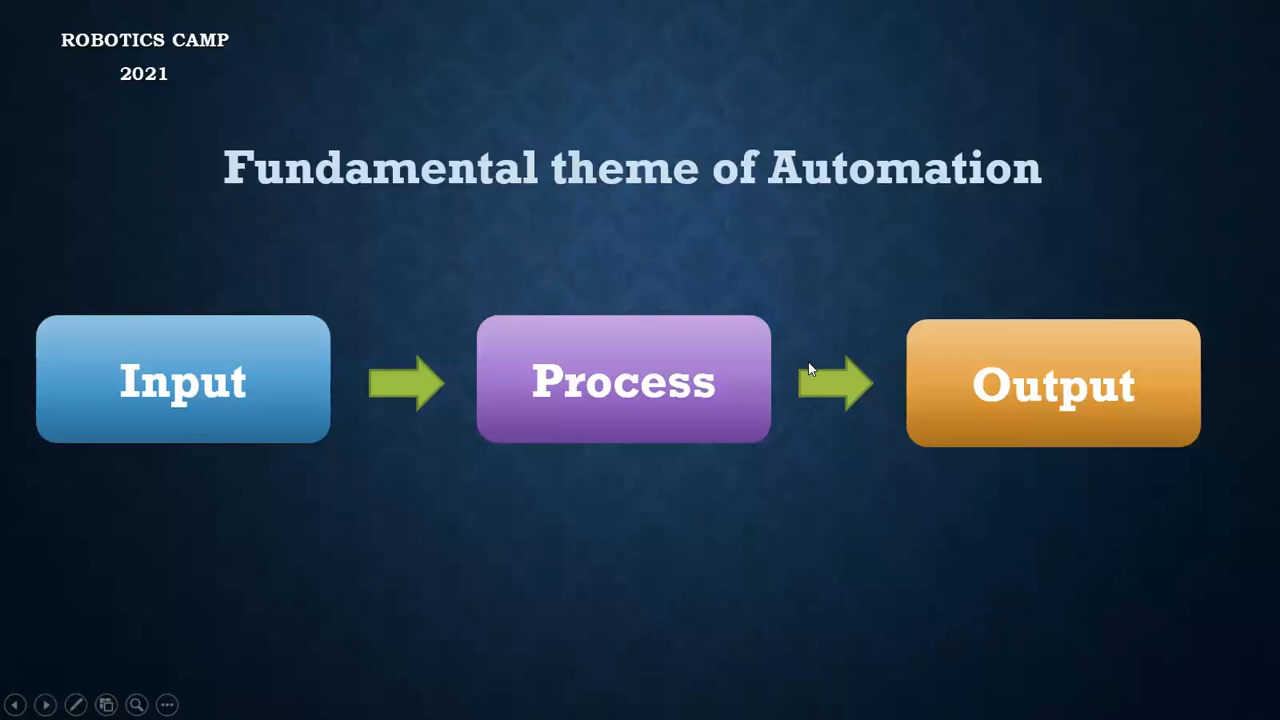 ROBOTICS CAMP
2021
Fundamental theme of Automation
Input
Process
Output